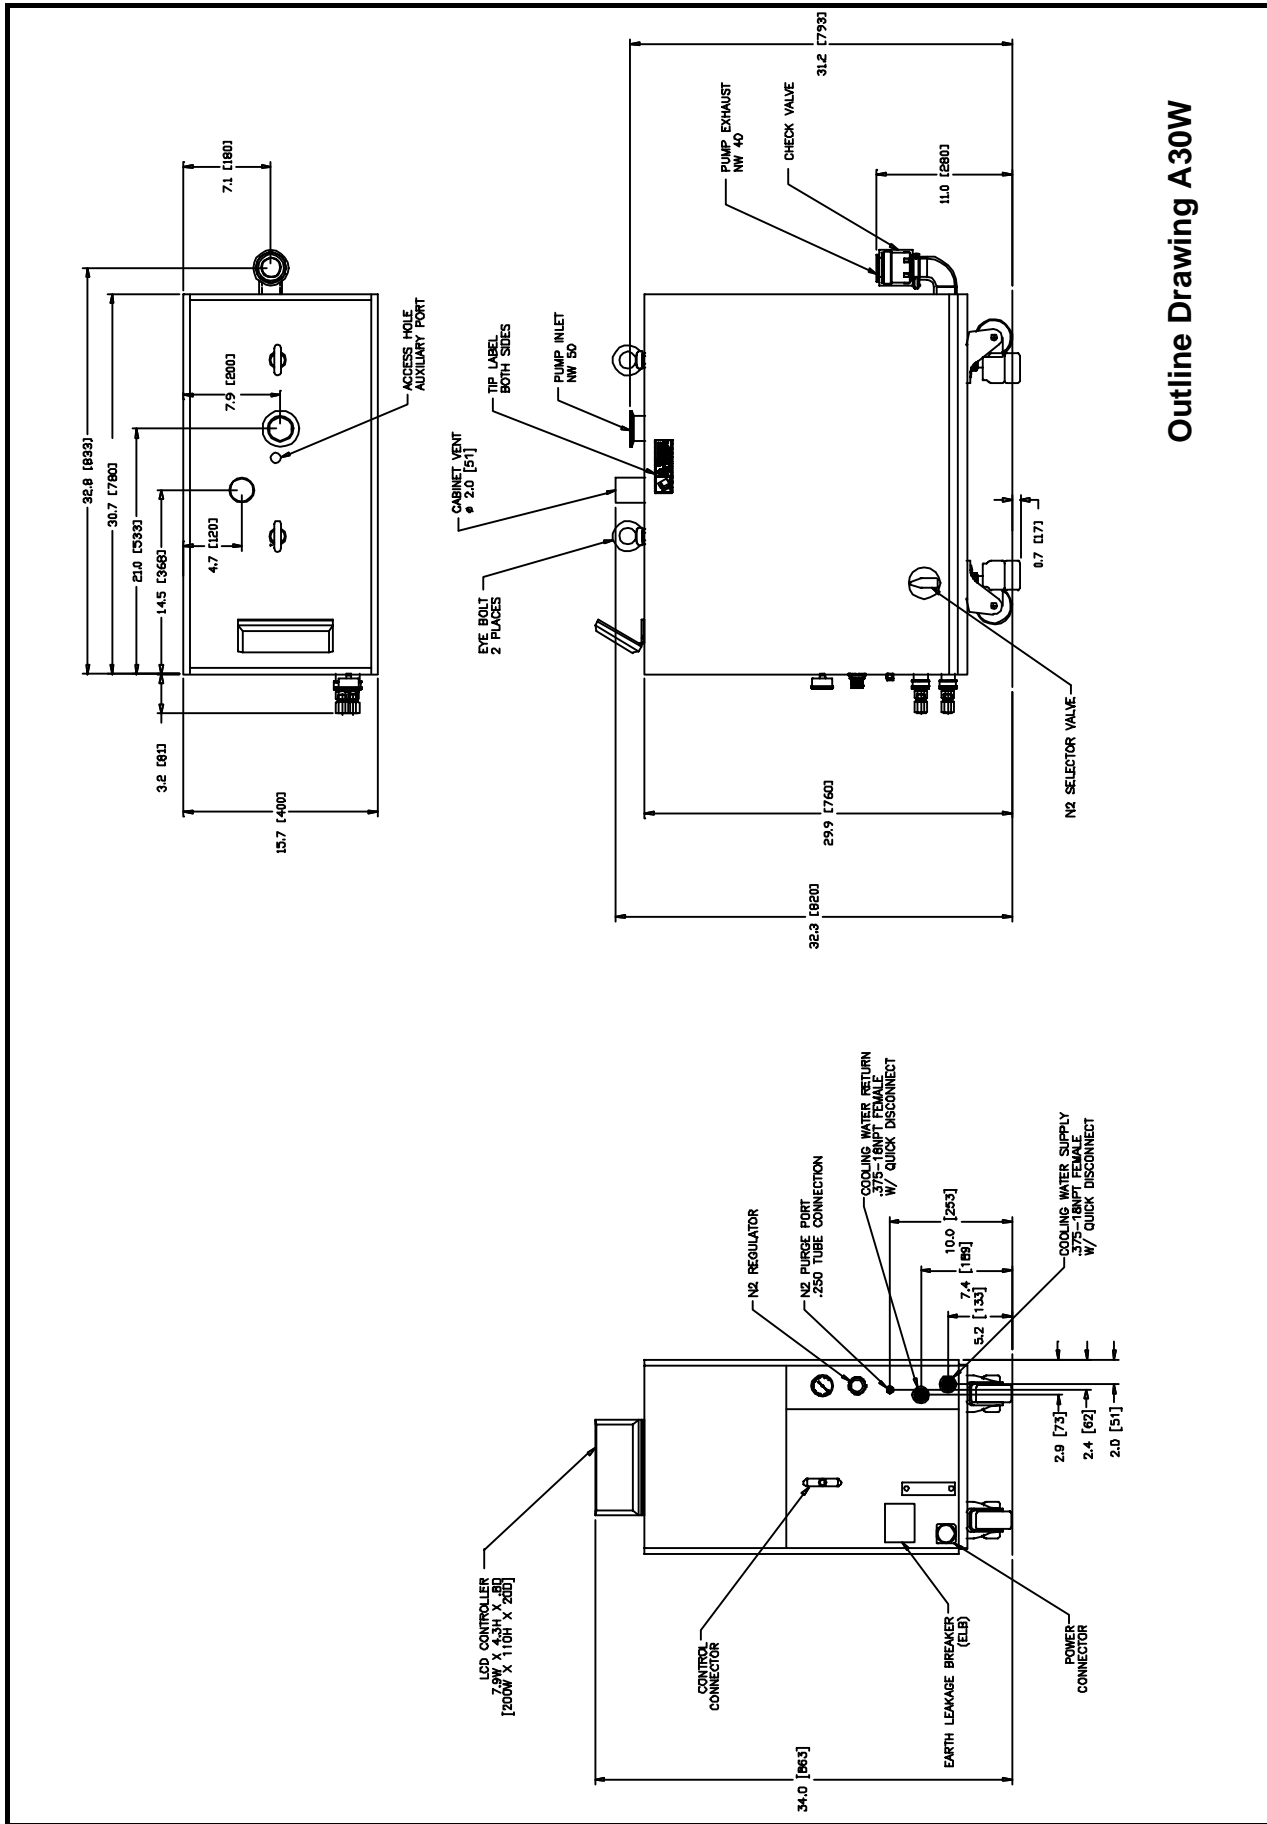 Outline Drawing A30W
32.8 [833]
30.7 [780]
21.0 [533]
14.5 [368]
3.2 [81]
15.7 [400]
4.7 [120]
7.9 [200]
7.1 [180]
ACCESS HOLE
AUXILIARY PORT
EYE BOLT
2 PLACES
CABINET VENT
ø 2.0 [51]
TIP LABEL
BOTH SIDES
PUMP INLET
NW 50
PUMP EXHAUST
NW 40
CHECK VALVE
31.2 [793]
11.0 [280]
0.7 [17]
N2 SELECTOR VALVE
29.9 [760]
32.3 [820]
LCD CONTROLLER
7.9W X 4.3H X .8D
[200W X 110H X 20D]
CONTROL
CONNECTOR
EARTH LEAKAGE BREAKER
(ELB)
POWER
CONNECTOR
34.0 [863]
N2 REGULATOR
N2 PURGE PORT
.250 TUBE CONNECTION
COOLING WATER RETURN
.375-18NPT FEMALE
W/ QUICK DISCONNECT
COOLING WATER SUPPLY
.375-18NPT FEMALE
W/ QUICK DISCONNECT
10.0 [253]
7.4 [189]
5.2 [133]
2.9 [73]
2.4 [62]
2.0 [51]